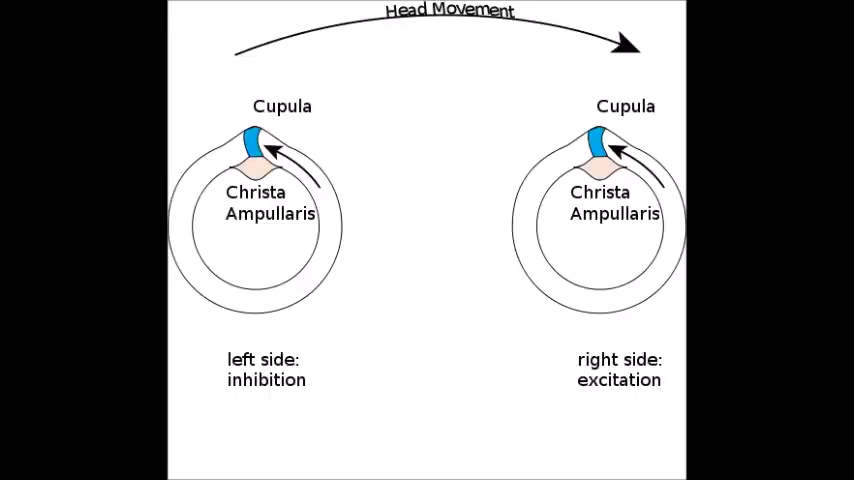 Head Movement
Cupula
Cupula
Christa
Ampullaris
Christa
Ampullaris
left side:
inhibition
right side:
excitation